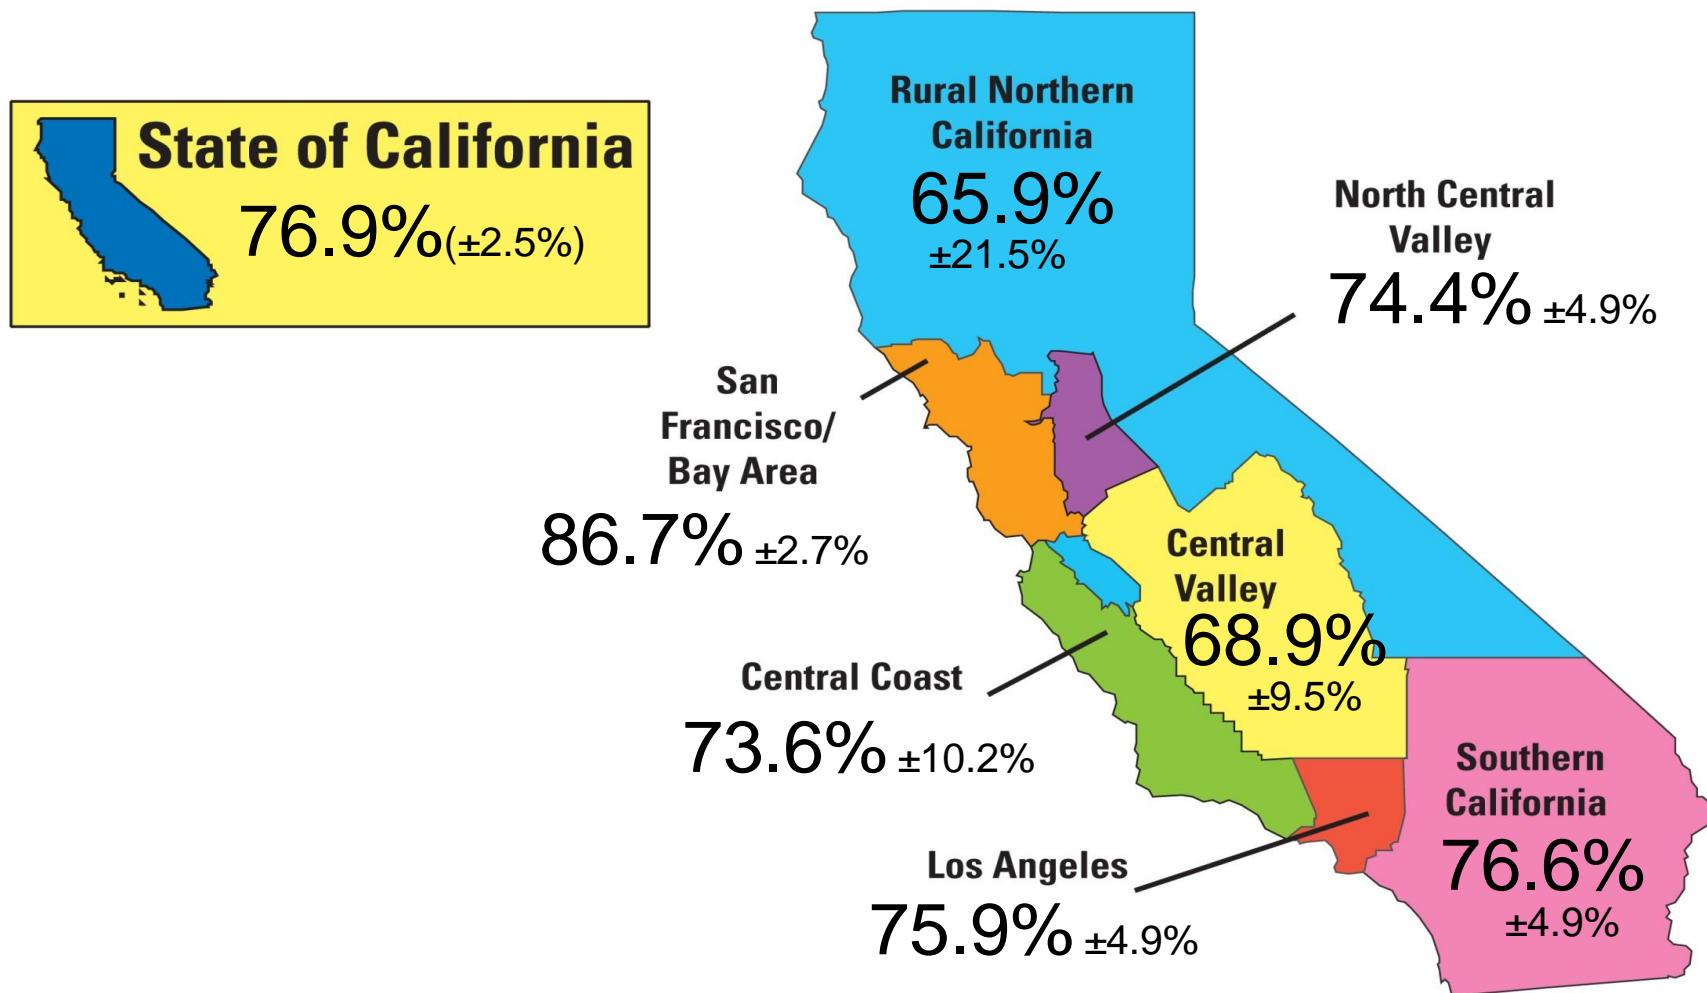 State of California
76.9%(±2.5%)
Rural Northern
California
65.9%
±21.5%
North Central
Valley
74.4% ±4.9%
San
Francisco/
Bay Area
86.7% ±2.7%
Central
Valley
68.9%
±9.5%
Central Coast
73.6% ±10.2%
Southern
California
76.6%
±4.9%
Los Angeles
75.9% ±4.9%